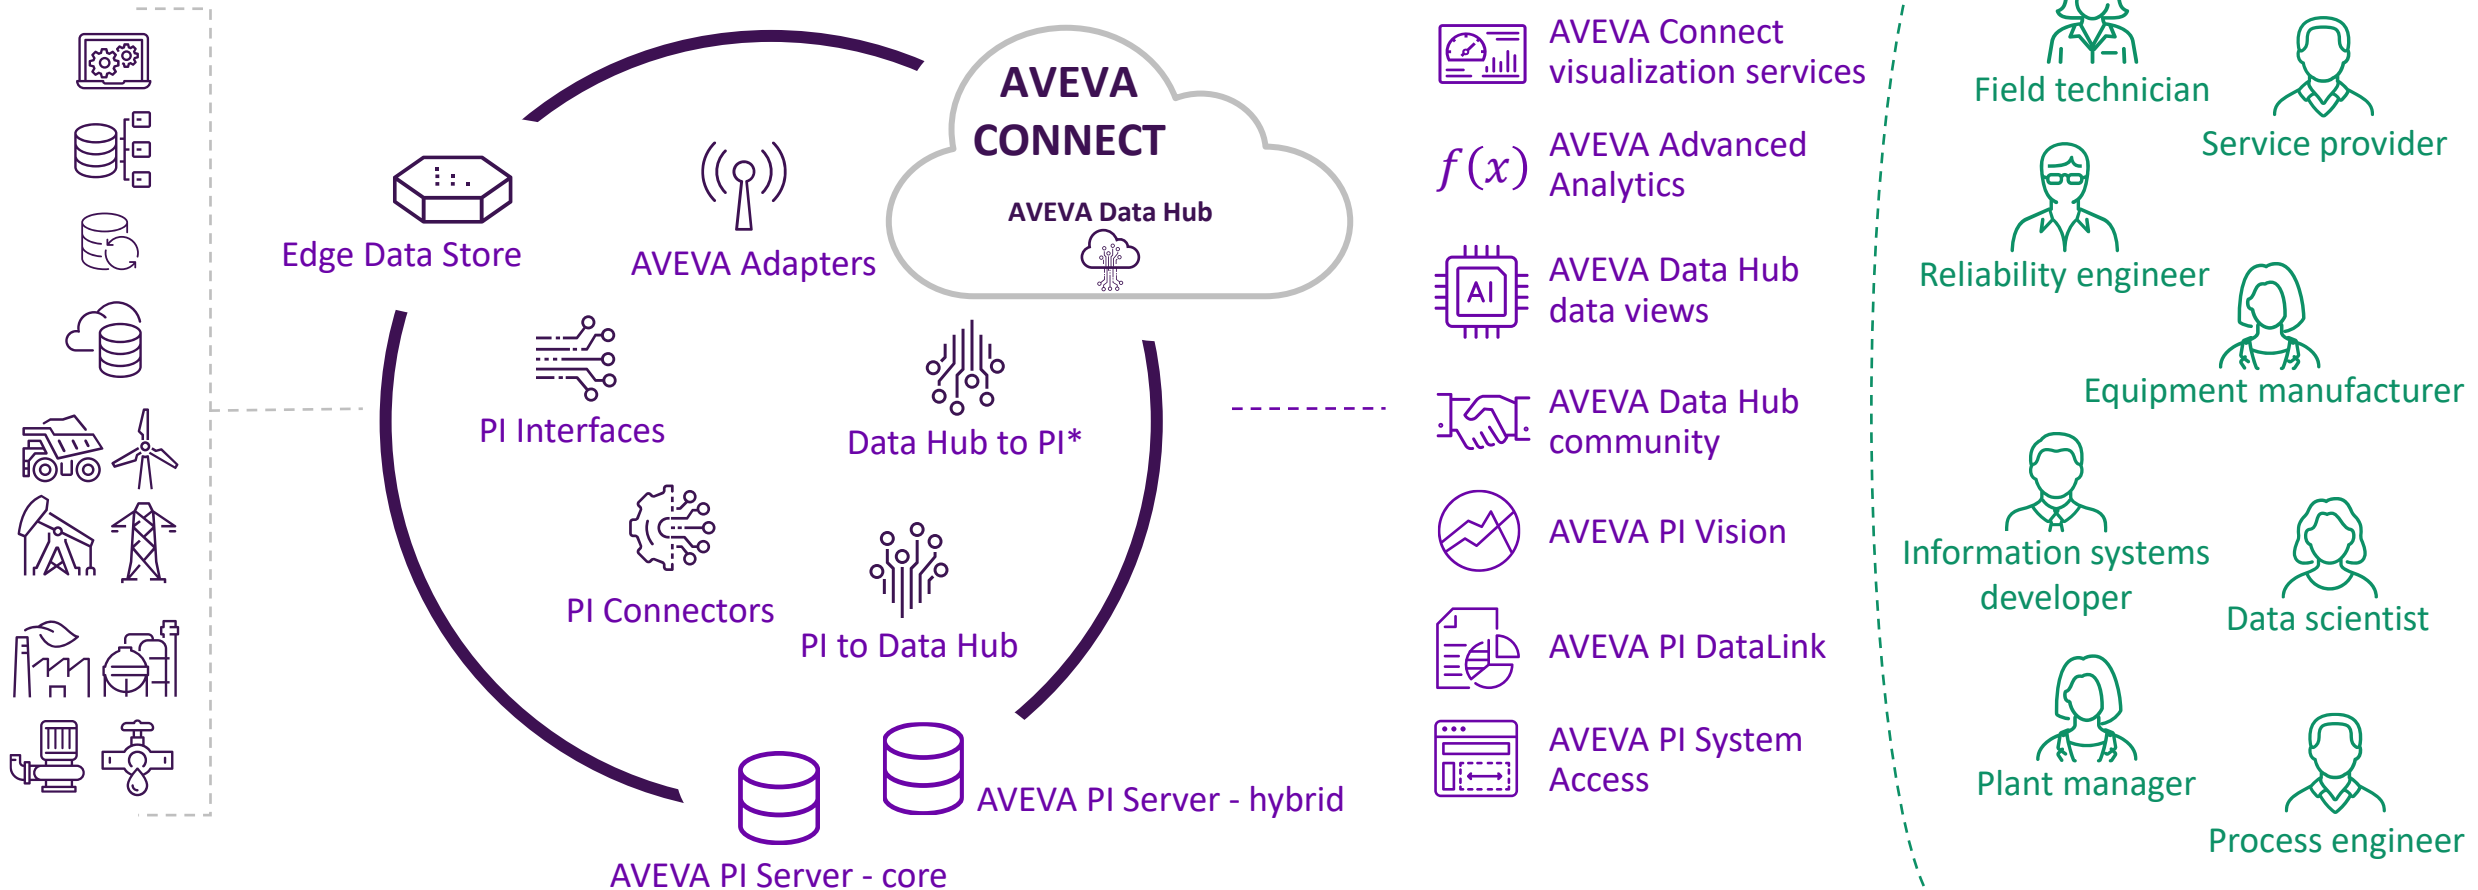 AVEVA
CONNECT
AVEVA Data Hub
Edge Data Store
AVEVA Adapters
PI Interfaces
Data Hub to PI*
PI Connectors
PI to Data Hub
AVEVA PI Server - hybrid
AVEVA PI Server - core
AVEVA Connect
visualization services
f(x)
AVEVA Advanced
Analytics
AI
AVEVA Data Hub
data views
AVEVA Data Hub
community
AVEVA PI Vision
AVEVA PI DataLink
AVEVA PI System
Access
Field technician
Service provider
Reliability engineer
Equipment manufacturer
Information systems
developer
Data scientist
Plant manager
Process engineer